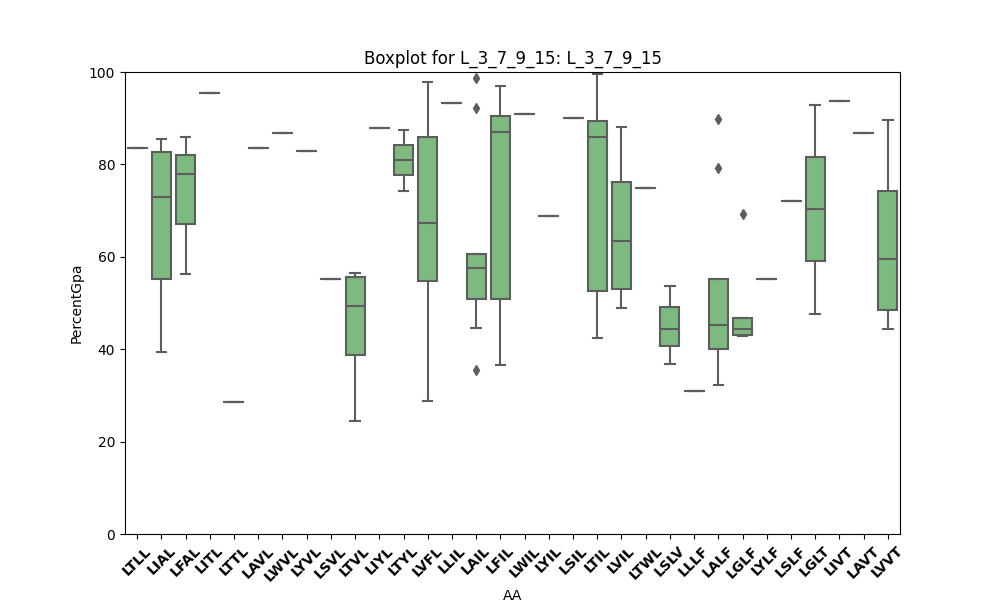 Boxplot for L_3_7_9_15: L_3_7_9_15
100
80
60
40
20
0
PercentGpa
LTLL LIAL LFAL LITL LTTL LAVL LWVL LYVL LSVL LTVL LIYL LTYL LVFL LLIL LAIL LFIL LWIL LYIL LSIL LTIL LVIL LTWL LSLV LLLF LALF LGLF LYLF LSLF LGLT LIVT LAVT LVVT
AA